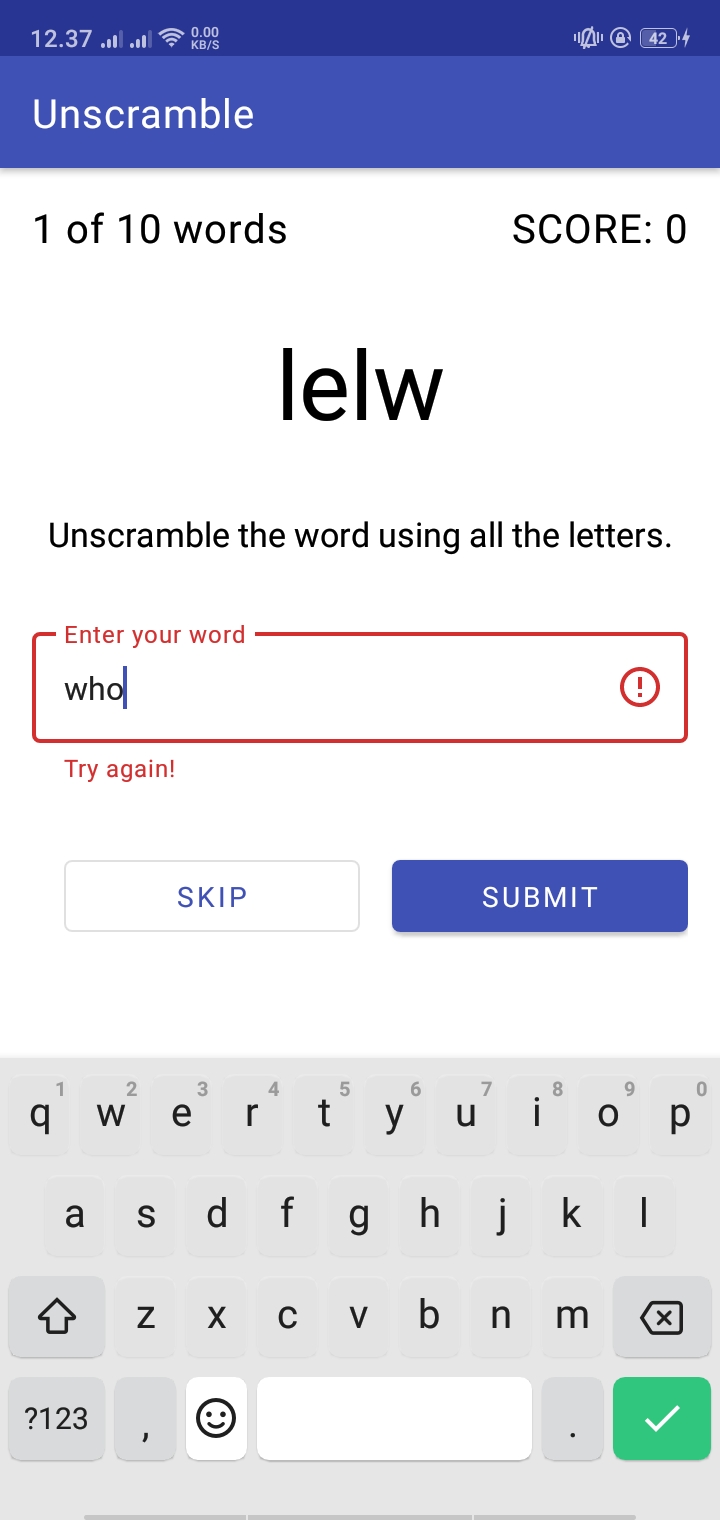 12.37 0.00 KB/S 42
Unscramble
1 of 10 words SCORE: 0
lelw
Unscramble the word using all the letters.
Enter your word
who
Try again!
SKIP SUBMIT
1 2 3 4 5 6 7 8 9 0
q w e r t y u i o p
a s d f g h j k l
z x c v b n m
?123 , .